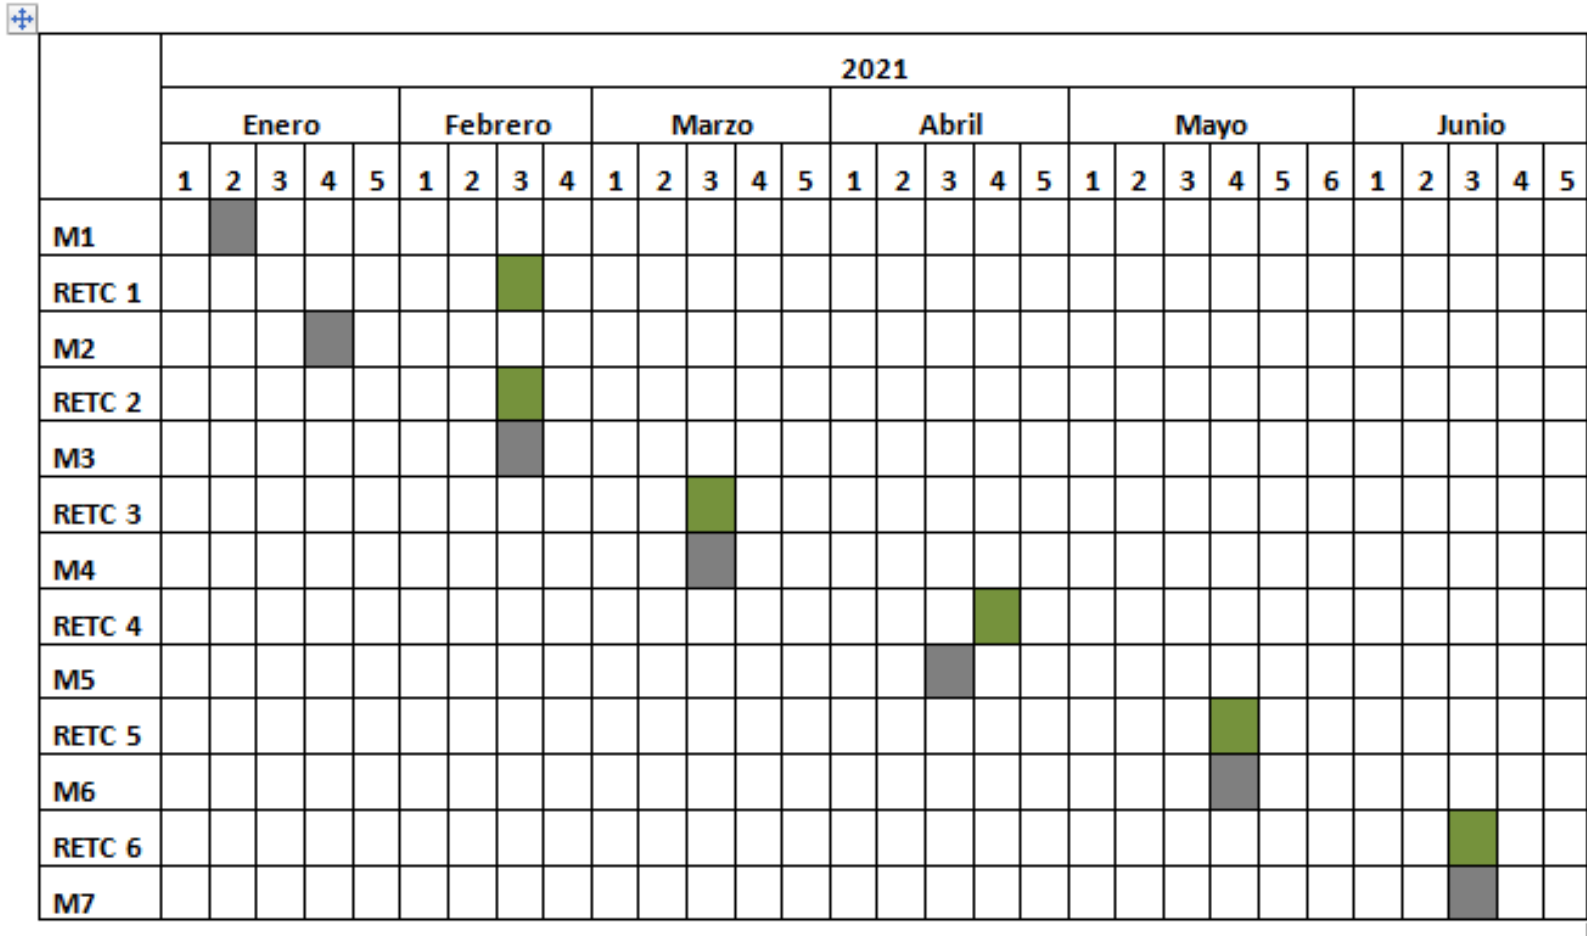 2021
Enero Febrero Marzo Abril Mayo Junio
1 2 3 4 5 1 2 3 4 1 2 3 4 5 1 2 3 4 5 1 2 3 4 5 6 1 2 3 4 5
M1
RETC 1
M2
RETC 2
M3
RETC 3
M4
RETC 4
M5
RETC 5
M6
RETC 6
M7